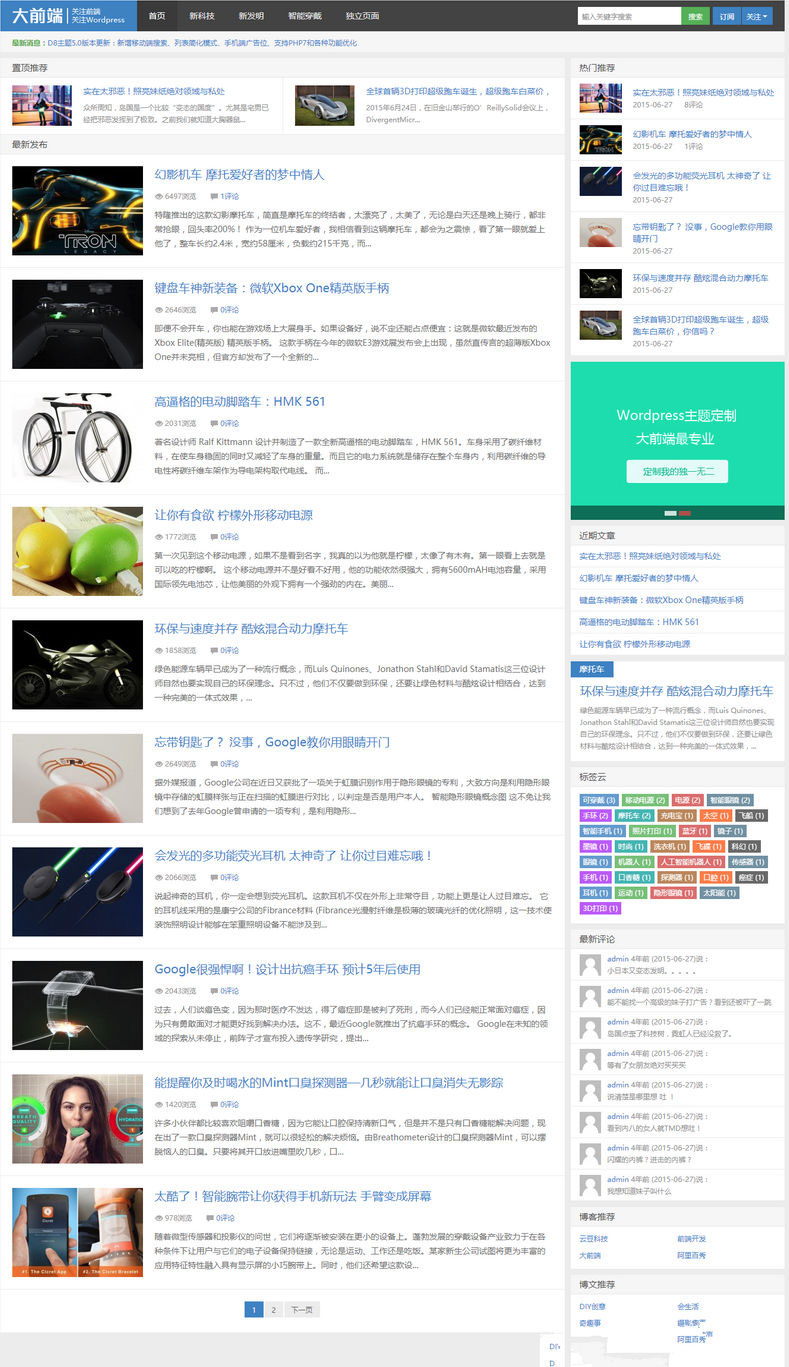 大前端
关注前端
关注Wordpress
首页 新科技 新发明 智能穿戴 独立页面
输入关键字搜索 搜索 订阅 关注
最新消息：D8主题5.0版本更新：新增移动端搜索、列表简化模式、手机端广告位、支持PHP7和各种功能优化
置顶推荐
实在太邪恶！照亮妹纸绝对领域与私处
众所周知，岛国是一个比较“变态的国度”。尤其是宅男已
经把邪恶发挥到了极致。之前我们就知道大胸器鼠...
全球首辆3D打印超级跑车诞生，超级跑车白菜价，
2015年6月24日，在旧金山举行的O’ReillySolid会议上，
DivergentMicr...
最新发布
幻影机车 摩托爱好者的梦中情人
6497浏览 1评论
特隆推出的这款幻影摩托车，简直是摩托车的终结者，太漂亮了，太美了，无论是白天还是晚上骑行，都非
常抢眼，回头率200%！ 作为一位机车爱好者，我相信看到这辆摩托车，都会为之震惊，看了第一眼就爱上
他了，整车长约2.4米，宽约58厘米，负载约215千克，而...
TRON
LEGACY
键盘车神新装备：微软Xbox One精英版手柄
2646浏览 0评论
即便不会开车，你也能在游戏场上大展身手。如果设备好，说不定还能占点便宜：这就是微软最近发布的
Xbox Elite(精英版) 精英版手柄。 这款手柄在今年的微软E3游戏展发布会上出现，虽然直传言的超薄版Xbox
One并未亮相，但官方却发布了一个全新的...
高逼格的电动脚踏车：HMK 561
2031浏览 0评论
著名设计师 Ralf Kittmann 设计并制造了一款全新高逼格的电动脚踏车，HMK 561。车身采用了碳纤维材
料，在使车身稳固的同时又减轻了车身的重量。而且它的电力系统就是储存在整个车身内，利用碳纤维的导
电性将碳纤维车架作为导电架构取代电线。 而...
让你有食欲 柠檬外形移动电源
1772浏览 0评论
第一次见到这个移动电源，如果不是看到名字，我真的以为他就是柠檬，太像了有木有。第一眼看上去就是
可以吃的柠檬啊。 这个移动电源并不是好看不好用，他的功能依然很强大，拥有5600mAH电池容量，采用
国际领先电池芯，让他美丽的外观下拥有一个强劲的内在。美丽...
环保与速度并存 酷炫混合动力摩托车
1858浏览 0评论
绿色能源车辆早已成为了一种流行概念，而Luis Quinones、Jonathon Stahl和David Stamatis这三位设计
师自然也要实现自己的环保理念。只不过，他们不仅要做到环保，还要让绿色材料与酷炫设计相结合，达到
一种完美的一体式效果，...
忘带钥匙了？ 没事，Google教你用眼睛开门
2649浏览 0评论
据外媒报道，Google公司在近日又获批了一项关于虹膜识别作用于隐形眼镜的专利，大致方向是利用隐形眼
镜中存储的虹膜样张与正在扫描的虹膜进行对比，以判定是否是用户本人。 智能隐形眼镜概念图 这不免让我
们想到了去年Google曾申请的一项专利，是利用隐形...
会发光的多功能荧光耳机 太神奇了 让你过目难忘哦！
2066浏览 0评论
说起神奇的耳机，你一定会想到荧光耳机。这款耳机不仅在外形上非常夺目，功能上更是让人过目难忘。 它
的耳机线采用的是康宁公司的Fibrance材料 (Fibrance光漫射纤维是极薄的玻璃光纤的优化照明，这一技术使
装饰照明设计能够在笨重照明设备不能涉及到...
Google很强悍啊！设计出抗癌手环 预计5年后使用
2043浏览 0评论
过去，人们谈癌色变，因为那时医疗不发达，得了癌症即是被判了死刑，而今人们已经能正常面对癌症，因
为只有勇敢面对才能更好找到解决办法。这不，最近Google就推出了抗癌手环的概念。 Google在未知的领
域的探索从未停止，前阵子才宣布投入遗传学研究，提出...
能提醒你及时喝水的Mint口臭探测器—几秒就能让口臭消失无影踪
1420浏览 0评论
许多小伙伴都比较喜欢咀嚼口香糖，因为它能让口腔保持清新口气，但是并不是只有口香糖能解决问题，现
在出了一款口臭探测器Mint，就可以很轻松的解决烦恼。由Breathometer设计的口臭探测器Mint，可以摆
脱恼人的口臭。只要将其开口放进嘴里吹几秒，口...
BREATH
QUALITY
HYDRATION
太酷了！智能腕带让你获得手机新玩法 手臂变成屏幕
978浏览 0评论
随着微型传感器和投影仪的问世，它们将逐渐被安装在更小的设备上。蓬勃发展的穿戴设备产业致力于在各
种条件下让用户与它们的电子设备保持链接，无论是运动、工作还是吃饭。某家新生公司试图将更为丰富的
应用特征特性融入具有显示屏的小巧腕带上。同时，他们还希望这款设...
Cicret
#1. The Cicret App
#2. The Cicret Bracelet
1 2 下一页
热门推荐
实在太邪恶！照亮妹纸绝对领域与私处
2015-06-27 8评论
幻影机车 摩托爱好者的梦中情人
2015-06-27 1评论
会发光的多功能荧光耳机 太神奇了 让
你过目难忘哦！
2015-06-27
忘带钥匙了？ 没事，Google教你用眼
睛开门
2015-06-27
环保与速度并存 酷炫混合动力摩托车
2015-06-27
全球首辆3D打印超级跑车诞生，超级
跑车白菜价，你信吗？
2015-06-27
Wordpress主题定制
大前端最专业
定制我的独一无二
近期文章
实在太邪恶！照亮妹纸绝对领域与私处
幻影机车 摩托爱好者的梦中情人
键盘车神新装备：微软Xbox One精英版手柄
高逼格的电动脚踏车：HMK 561
让你有食欲 柠檬外形移动电源
摩托车
环保与速度并存 酷炫混合动力摩托车
绿色能源车辆早已成为了一种流行概念，而Luis Quinones、
Jonathon Stahl和David Stamatis这三位设计师自然也要实现
自己的环保理念。只不过，他们不仅要做到环保，还要让绿色
材料与酷炫设计相结合，达到一种完美的一体式效果，...
标签云
可穿戴 (3) 移动电源 (2) 电源 (2) 智能眼镜 (2)
手环 (2) 摩托车 (2) 充电宝 (1) 太空 (1) 飞船 (1)
智能手机 (1) 照片打印 (1) 蓝牙 (1) 镜子 (1)
墨镜 (1) 时尚 (1) 洗衣机 (1) 飞碟 (1) 科幻 (1)
眼镜 (1) 机器人 (1) 人工智能机器人 (1) 传感器 (1)
手机 (1) 口香糖 (1) 探测器 (1) 口腔 (1) 癌症 (1)
耳机 (1) 运动 (1) 隐形眼镜 (1) 太阳能 (1)
3D打印 (1)
最新评论
admin 4年前 (2015-06-27)说：
小日本又变态发明。。。。。
admin 4年前 (2015-06-27)说：
能不能找一个高级的妹子打广告？看到还被吓了一跳
admin 4年前 (2015-06-27)说：
岛国点歪了科技树，霓虹人已经没救了。
admin 4年前 (2015-06-27)说：
等有了女朋友绝对买买买
admin 4年前 (2015-06-27)说：
说清楚是哪里想 吐 ！
admin 4年前 (2015-06-27)说：
看到内八的女人就TMD想吐！
admin 4年前 (2015-06-27)说：
闪耀的内裤？进击的内裤？
admin 4年前 (2015-06-27)说：
我想知道妹子叫什么
博客推荐
云豆科技 前端开发
大前端 阿里百秀
博文推荐
DIY创意 会生活
奇趣事
阿里百秀